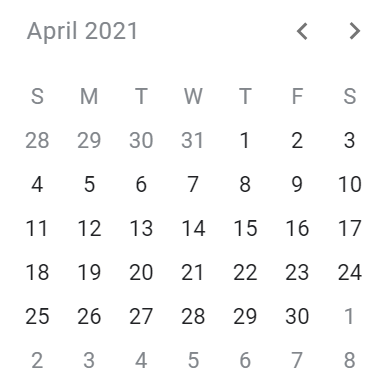 April 2021
S M T W T F S
28 29 30 31 1 2 3
4 5 6 7 8 9 10
11 12 13 14 15 16 17
18 19 20 21 22 23 24
25 26 27 28 29 30 1
2 3 4 5 6 7 8